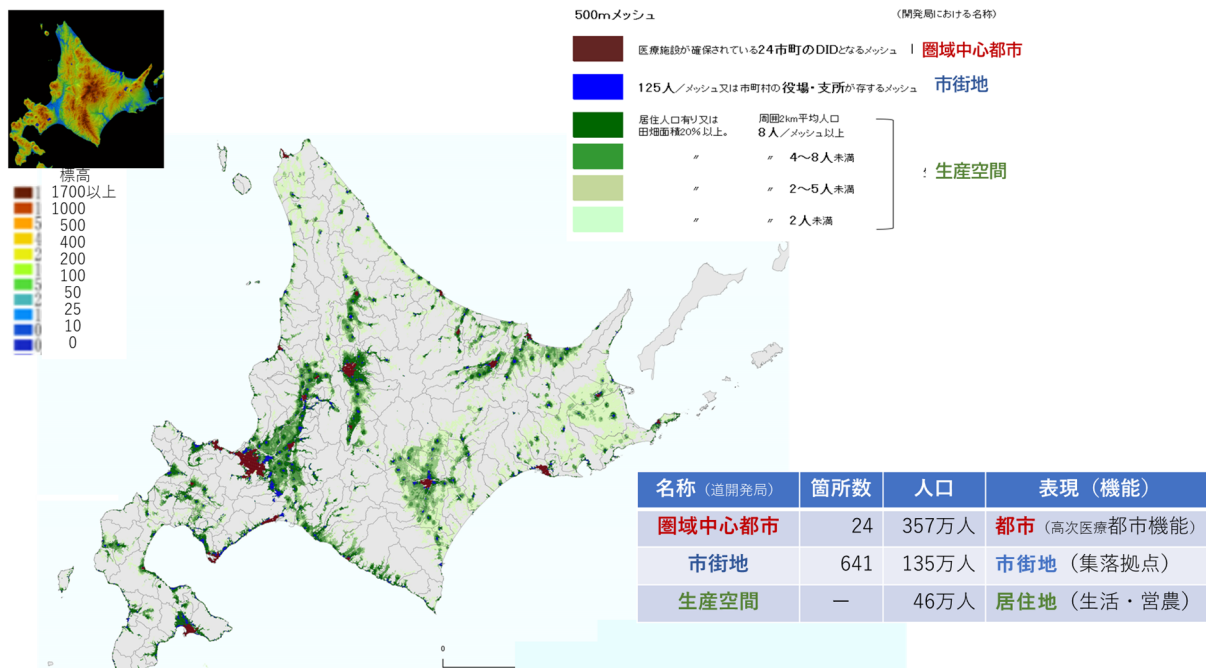 500mメッシュ
（開発局における名称）
医療施設が確保されている24市町のDIDとなるメッシュ
圏域中心都市
125人／メッシュ又は市町村の役場・支所が存するメッシュ
市街地
居住人口有り又は
田畑面積20％以上。
周囲2km平均人口
8人／メッシュ以上
〃 〃 4～8人未満
生産空間
〃 〃 2～5人未満
〃 〃 2人未満
標高
1700以上
1000
500
400
200
100
50
25
10
0
名称（道開発局） 箇所数 人口 表現（機能）
圏域中心都市 24 357万人 都市（高次医療都市機能）
市街地 641 135万人 市街地（集落拠点）
生産空間 － 46万人 居住地（生活・営農）
0